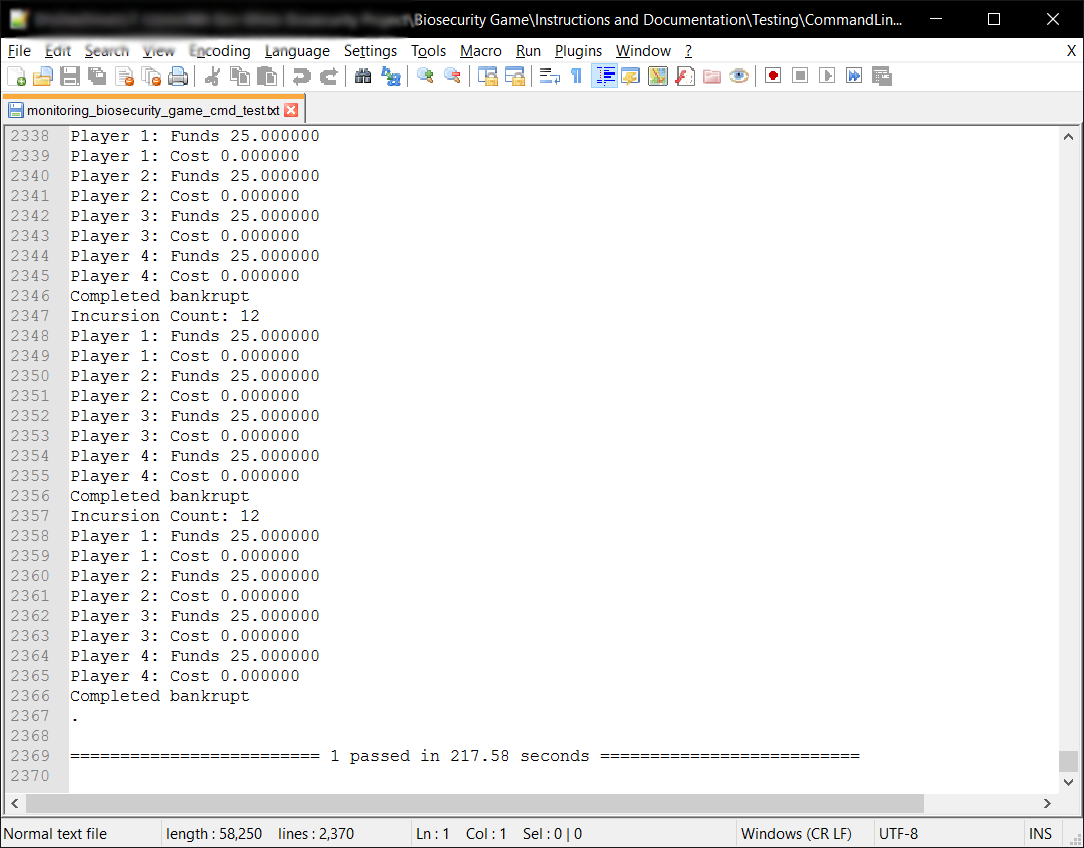 \Biosecurity Game\Instructions and Documentation\Testing\CommandLin...
File Edit Search View Encoding Language Settings Tools Macro Run Plugins Window ? X
monitoring_biosecurity_game_cmd_test.txt
2338 Player 1: Funds 25.000000
2339 Player 1: Cost 0.000000
2340 Player 2: Funds 25.000000
2341 Player 2: Cost 0.000000
2342 Player 3: Funds 25.000000
2343 Player 3: Cost 0.000000
2344 Player 4: Funds 25.000000
2345 Player 4: Cost 0.000000
2346 Completed bankrupt
2347 Incursion Count: 12
2348 Player 1: Funds 25.000000
2349 Player 1: Cost 0.000000
2350 Player 2: Funds 25.000000
2351 Player 2: Cost 0.000000
2352 Player 3: Funds 25.000000
2353 Player 3: Cost 0.000000
2354 Player 4: Funds 25.000000
2355 Player 4: Cost 0.000000
2356 Completed bankrupt
2357 Incursion Count: 12
2358 Player 1: Funds 25.000000
2359 Player 1: Cost 0.000000
2360 Player 2: Funds 25.000000
2361 Player 2: Cost 0.000000
2362 Player 3: Funds 25.000000
2363 Player 3: Cost 0.000000
2364 Player 4: Funds 25.000000
2365 Player 4: Cost 0.000000
2366 Completed bankrupt
2367 .
2368
2369 ========================= 1 passed in 217.58 seconds ==========================
2370
Normal text file length : 58,250 lines : 2,370 Ln : 1 Col : 1 Sel : 0 | 0 Windows (CR LF) UTF-8 INS